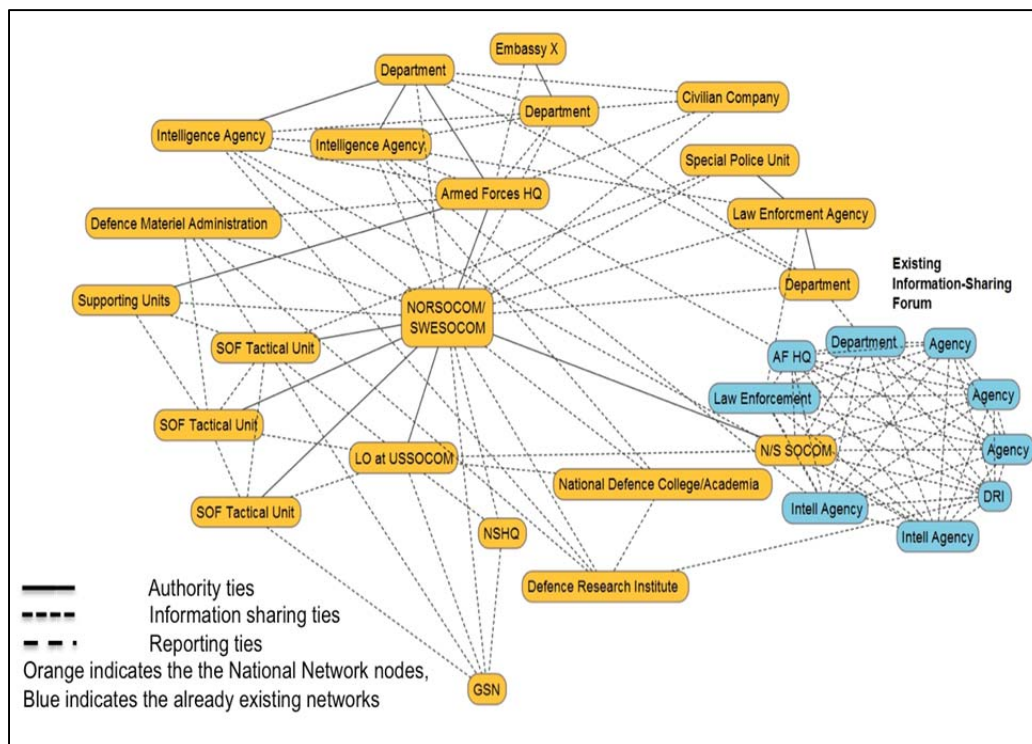 Embassy X
Department
Civilian Company
Department
Intelligence Agency
Intelligence Agency
Special Police Unit
Armed Forces HQ
Defence Materiel Administration
Law Enforcment Agency
Existing
Information-Sharing
Forum
Department
Supporting Units
NORSOCOM/
SWESOCOM
SOF Tactical Unit
AF HQ
Department
Agency
Law Enforcement
Agency
SOF Tactical Unit
LO at USSOCOM
N/S SOCOM
Agency
National Defence College/Academia
DRI
SOF Tactical Unit
Intell Agency
NSHQ
Intell Agency
Defence Research Institute
Authority ties
Information sharing ties
Reporting ties
Orange indicates the the National Network nodes,
Blue indicates the already existing networks
GSN